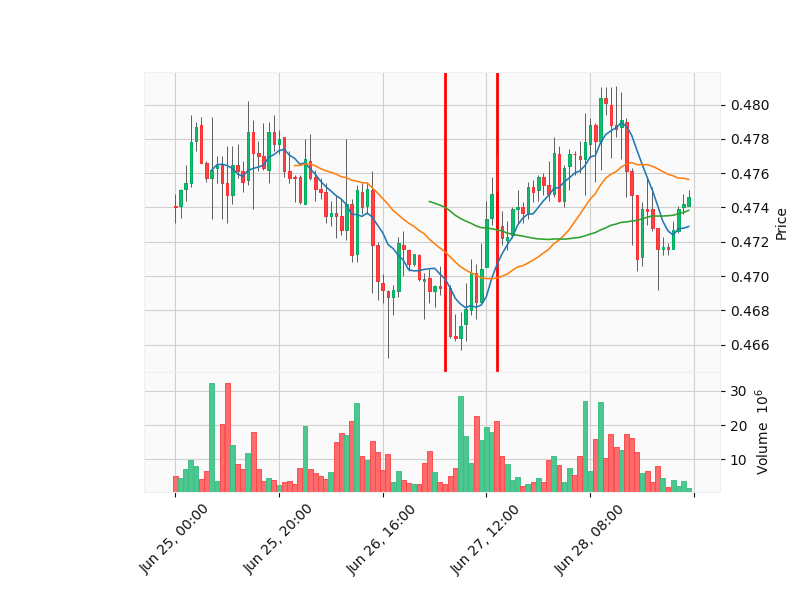 0.480
0.478
0.476
0.474
0.472
0.470
0.468
0.466
Price
30
20
10
Volume 10^6
Jun 25, 00:00
Jun 25, 20:00
Jun 26, 16:00
Jun 27, 12:00
Jun 28, 08:00